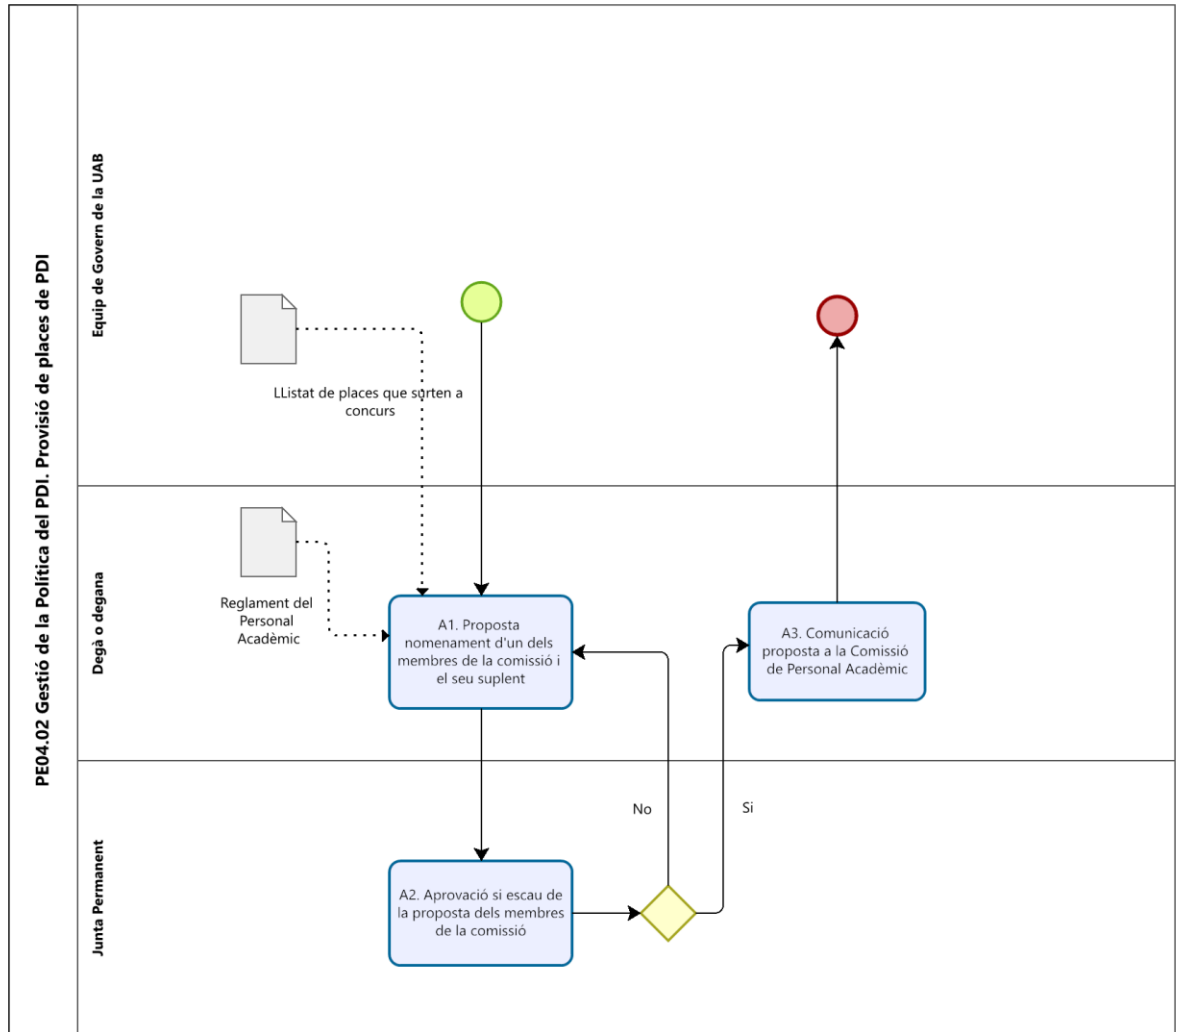 PE04.02 Gestió de la Política del PDI. Provisió de places de PDI
Equip de Govern de la UAB
LListat de places que surten a
concurs
Degà o degana
Reglament del
Personal
Acadèmic
A1. Proposta
nomenament d'un dels
membres de la comissió i
el seu suplent
A3. Comunicació
proposta a la Comissió
de Personal Acadèmic
Junta Permanent
No
Si
A2. Aprovació si escau de
la proposta dels membres
de la comissió